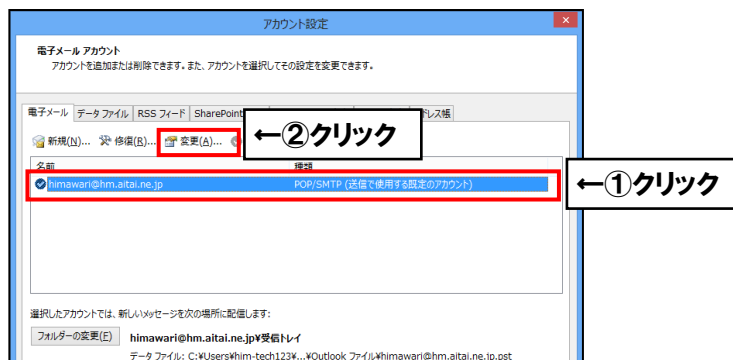 アカウント設定
×
電子メール アカウント
アカウントを追加または削除できます。また、アカウントを選択してその設定を変更できます。
電子メール データ ファイル RSS フィード SharePoint ドレス帳
新規(N)... 修復(R)... 変更(A)... ←②クリック
名前 種類
himawari@hm.aitai.ne.jp POP/SMTP (送信で使用する既定のアカウント) ←①クリック
選択したアカウントでは、新しいメッセージを次の場所に配信します:
フォルダーの変更(F) himawari@hm.aitai.ne.jp¥受信トレイ
データ ファイル: C:¥Users¥him-tech123¥...¥Outlook ファイル¥himawari@hm.aitai.ne.jp.pst